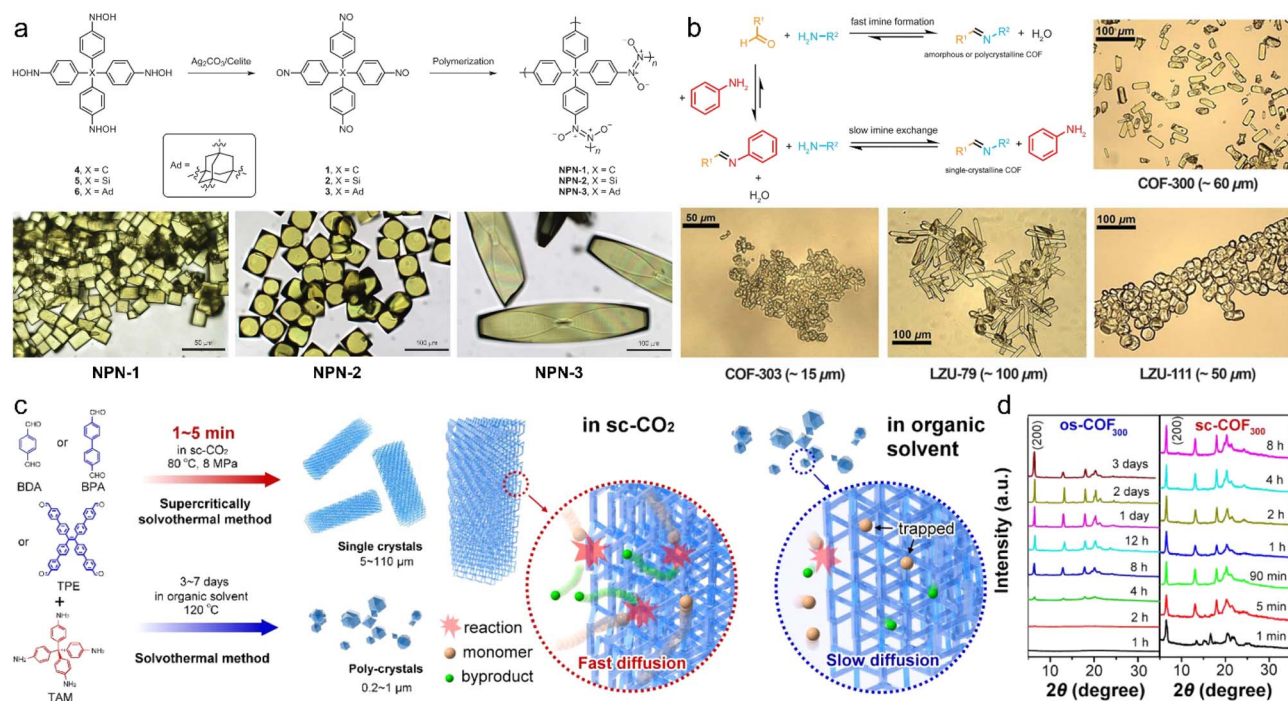 a
NHOH
HOHN
NHOH
NHOH
X
4, X = C
5, X = Si
6, X = Ad
Ag₂CO₃/Celite
Ad =
NO
ON
NO
NO
X
1, X = C
2, X = Si
3, X = Ad
Polymerization
X
NPN-1, X = C
NPN-2, X = Si
NPN-3, X = Ad
50 μm
100 μm
100 μm
NPN-1
NPN-2
NPN-3
b
R¹
H
O
+ H₂N-R²
fast imine formation
R¹
N-R²
+ H₂O
amorphous or polycrystalline COF
+
NH₂
R¹
N
+ H₂N-R²
+
H₂O
slow imine exchange
R¹
N-R²
+
NH₂
single-crystalline COF
100 μm
COF-300 (~ 60 μm)
50 μm
COF-303 (~ 15 μm)
100 μm
LZU-79 (~ 100 μm)
100 μm
LZU-111 (~ 50 μm)
c
CHO
CHO
BDA
or
CHO
CHO
BPA
or
TPE
+
NH₂
NH₂
NH₂
NH₂
TAM
1~5 min
in sc-CO₂
80 °C, 8 MPa
Supercritically
solvothermal method
3~7 days
in organic solvent
120 °C
Solvothermal method
Single crystals
5~110 μm
Poly-crystals
0.2~1 μm
in sc-CO₂
reaction
monomer
byproduct
Fast diffusion
in organic
solvent
trapped
Slow diffusion
d
Intensity (a.u.)
os-COF₃₀₀
(200)
3 days
2 days
1 day
12 h
8 h
4 h
2 h
1 h
10 20 30
2θ (degree)
sc-COF₃₀₀
(200)
8 h
4 h
2 h
1 h
90 min
5 min
1 min
10 20 30
2θ (degree)